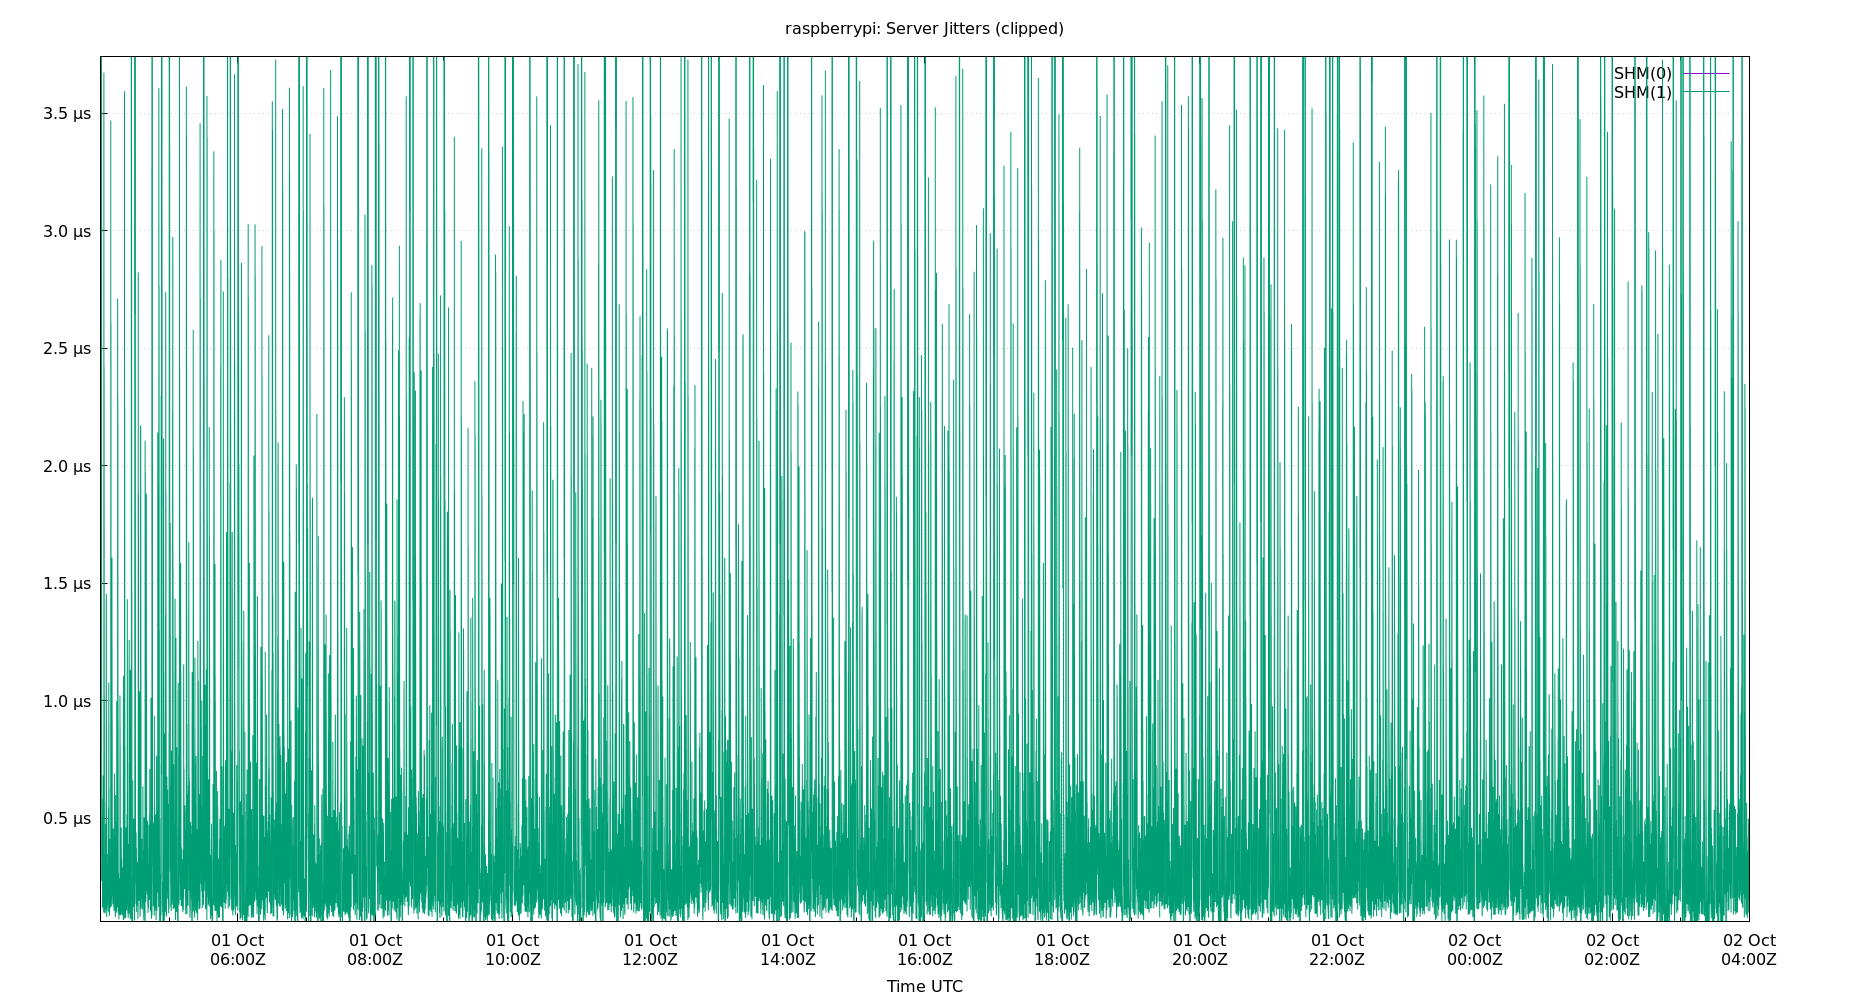 raspberrypi: Server Jitters (clipped)
SHM(0)
SHM(1)
3.5 µs
3.0 µs
2.5 µs
2.0 µs
1.5 µs
1.0 µs
0.5 µs
01 Oct 01 Oct 01 Oct 01 Oct 01 Oct 01 Oct 01 Oct 01 Oct 01 Oct 02 Oct 02 Oct 02 Oct
06:00Z 08:00Z 10:00Z 12:00Z 14:00Z 16:00Z 18:00Z 20:00Z 22:00Z 00:00Z 02:00Z 04:00Z
Time UTC